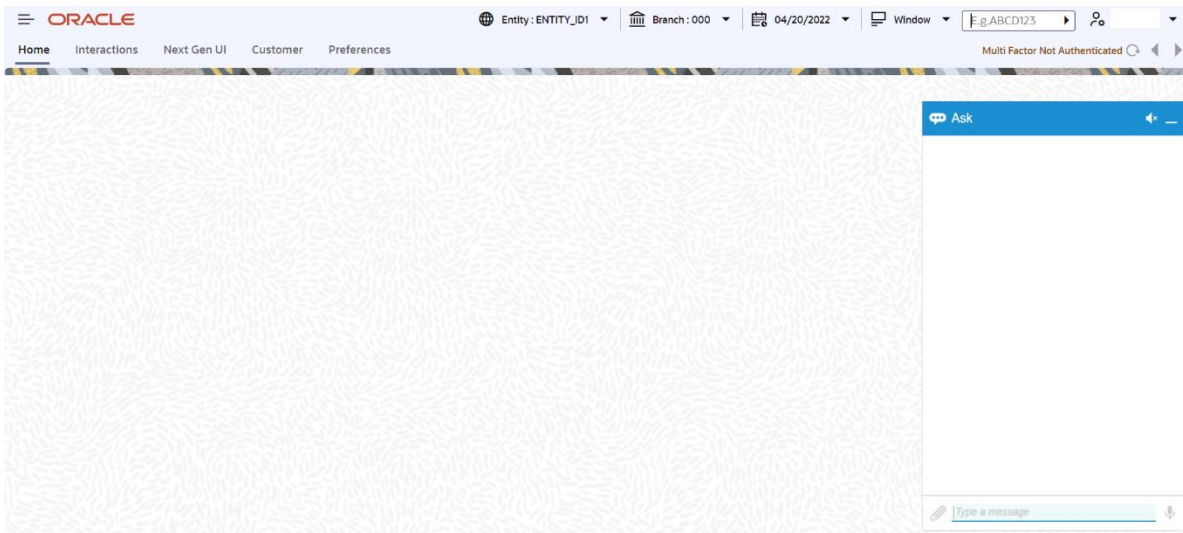 ORACLE Entity : ENTITY_ID1 Branch : 000 04/20/2022 Window E.g.ABCD123
Home Interactions Next Gen UI Customer Preferences Multi Factor Not Authenticated
Ask
Type a message